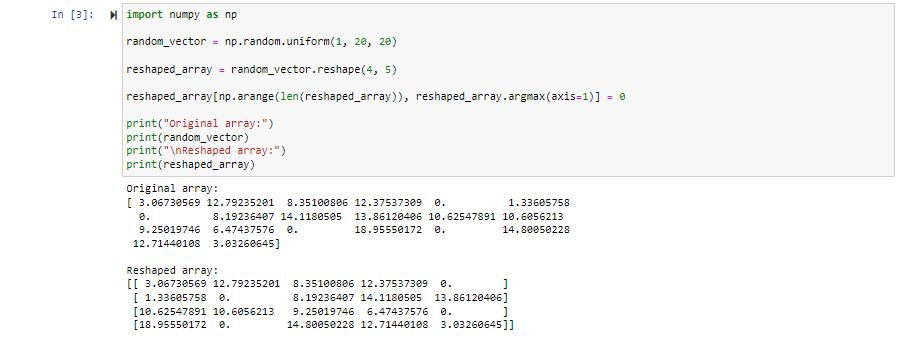 In [3]:
import numpy as np
random_vector = np.random.uniform(1, 20, 20)
reshaped_array = random_vector.reshape(4, 5)
reshaped_array[np.arange(len(reshaped_array)), reshaped_array.argmax(axis=1)] = 0
print("Original array:")
print(random_vector)
print("\nReshaped array:")
print(reshaped_array)
Original array:
[ 3.06730569 12.79235201  8.35100806 12.37537309  0.          1.33605758
  0.          8.19236407 14.1180505  13.86120406 10.62547891 10.6056213
  9.25019746  6.47437576  0.         18.95550172  0.         14.80050228
 12.71440108  3.03260645]
Reshaped array:
[[ 3.06730569 12.79235201  8.35100806 12.37537309  0.        ]
 [ 1.33605758  0.          8.19236407 14.1180505  13.86120406]
 [10.62547891 10.6056213   9.25019746  6.47437576  0.        ]
 [18.95550172  0.         14.80050228 12.71440108  3.03260645]]